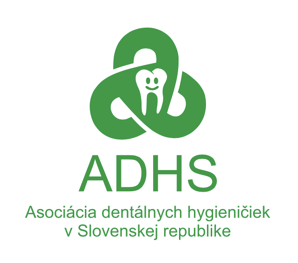 ADHS
Asociácia dentálnych hygieničiek
v Slovenskej republike